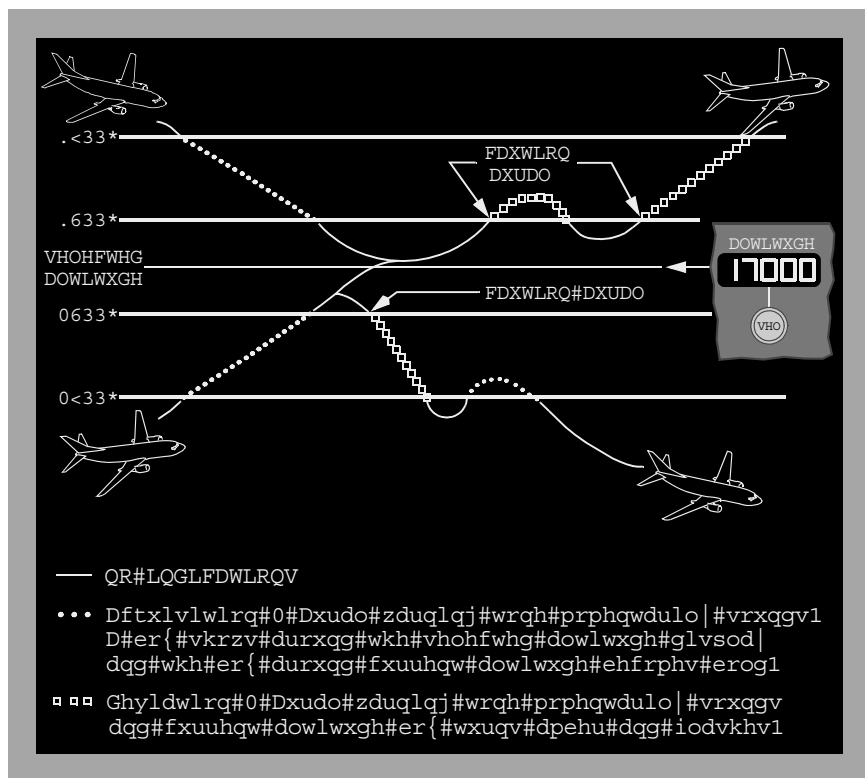 .<33*
FDXWLRQ
DXUDO
.633*
VHOHFWHG
DOWLWXGH
DOWLWXGH
17000
FDXWLRQ#DXUDO
0633*
VHO
0<33*
QR#LQGLFDWLRQV
Dftxlvlwlrq#0#Dxudo#zduqlqj#wrqh#prphqwdulo|#vrxqgv1
D#er{#vkrzv#durxqg#wkh#vhohfwhg#dowlwxgh#glvsod|
dqg#wkh#er{#durxqg#fxuuhqw#dowlwxgh#ehfrphv#erog1
Ghyldwlrq#0#Dxudo#zduqlqj#wrqh#prphqwdulo|#vrxqgv
dqg#fxuuhqw#dowlwxgh#er{#wxuqv#dpehu#dqg#iodvkhv1